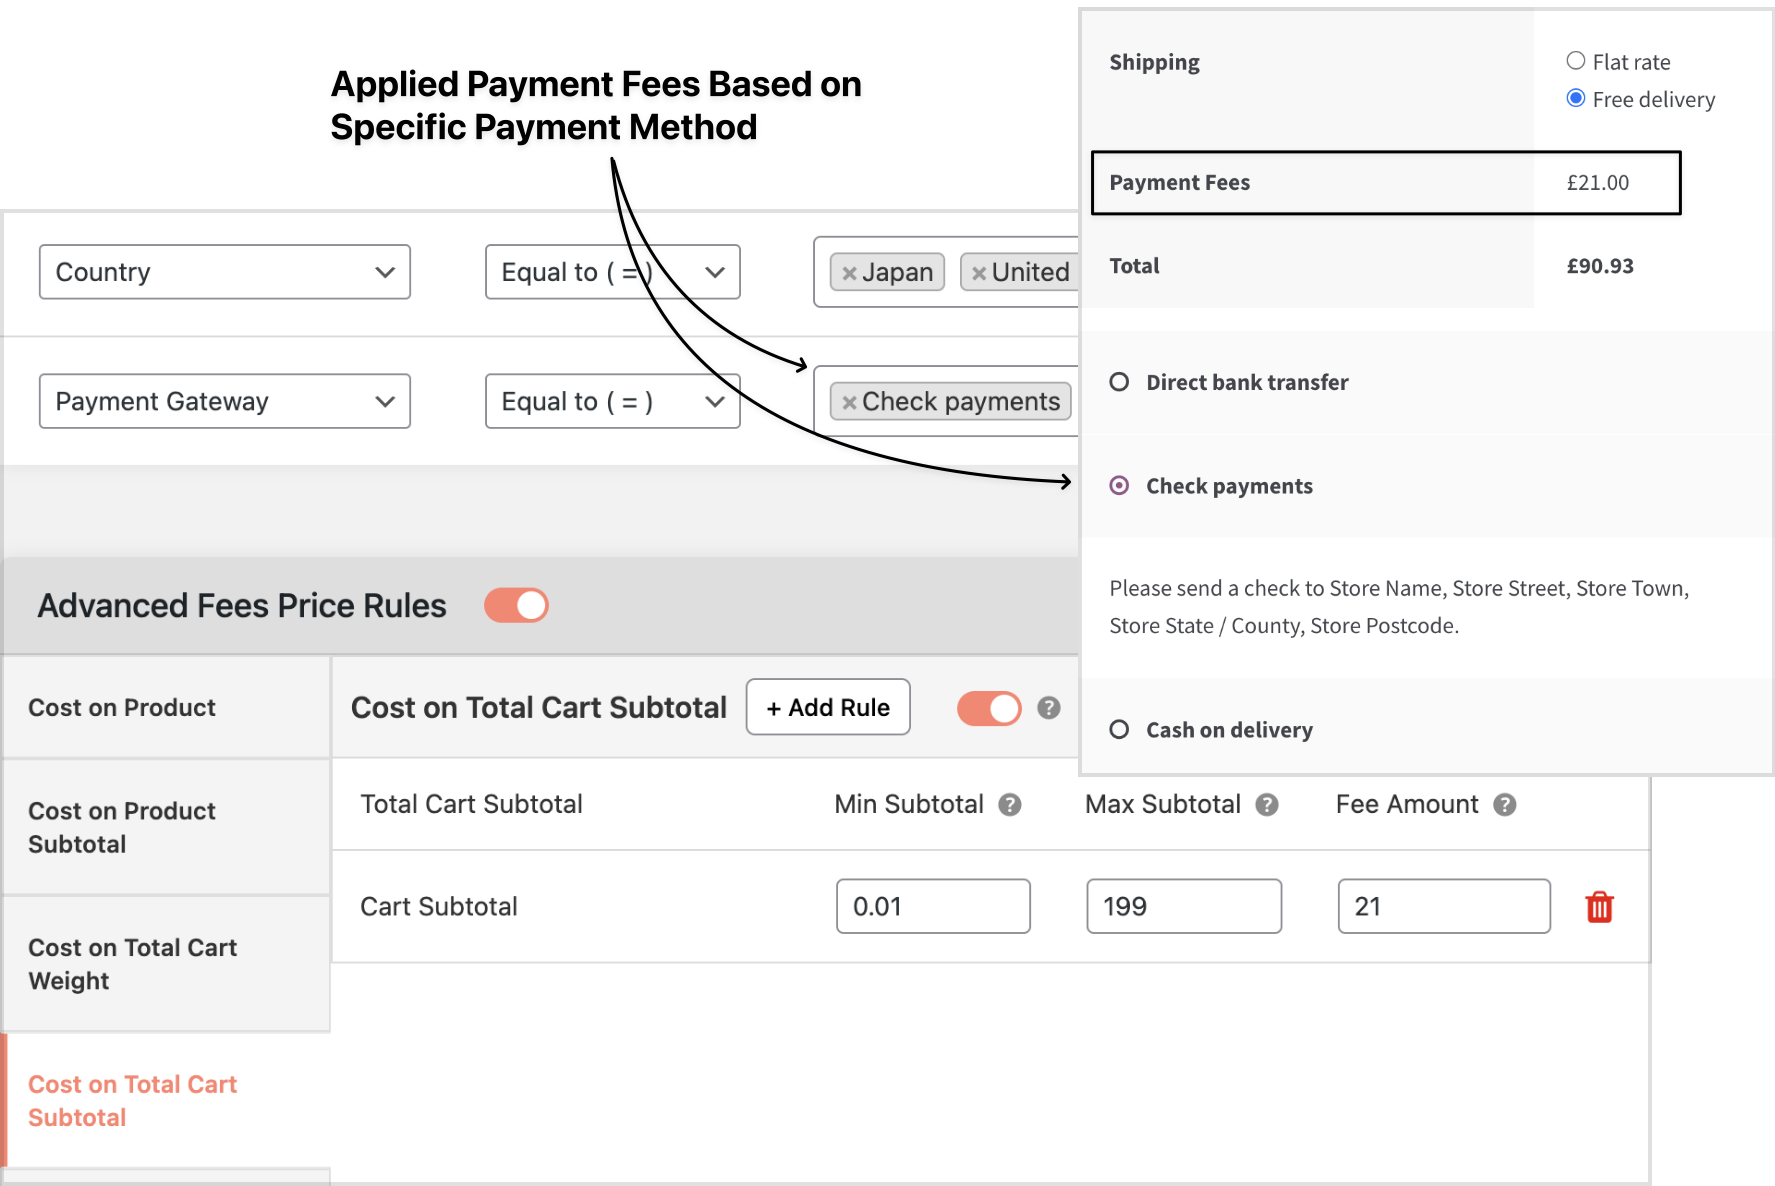 Applied Payment Fees Based on
Specific Payment Method
Shipping
Flat rate
Free delivery
Payment Fees £21.00
Total £90.93
Direct bank transfer
Check payments
Please send a check to Store Name, Store Street, Store Town,
Store State / County, Store Postcode.
Cash on delivery
Country Equal to ( = ) × Japan × United
Payment Gateway Equal to ( = ) × Check payments
Advanced Fees Price Rules
Cost on Product
Cost on Product
Subtotal
Cost on Total Cart
Weight
Cost on Total Cart
Subtotal
Cost on Total Cart Subtotal + Add Rule ?
Total Cart Subtotal Min Subtotal ? Max Subtotal ? Fee Amount ?
Cart Subtotal 0.01 199 21